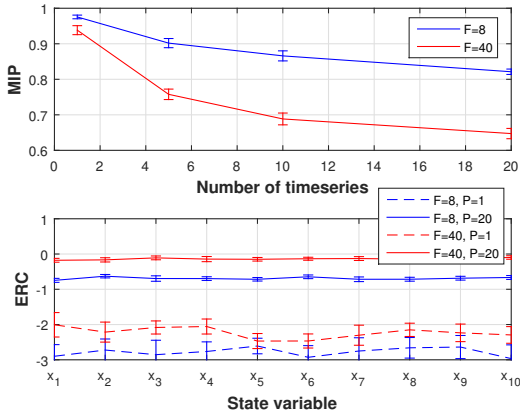 1
0.9
0.8
0.7
0.6
MIP
F=8
F=40
0 2 4 6 8 10 12 14 16 18 20
Number of timeseries
F=8, P=1
F=8, P=20
F=40, P=1
F=40, P=20
1
0
-1
-2
-3
ERC
x1 x2 x3 x4 x5 x6 x7 x8 x9 x10
State variable